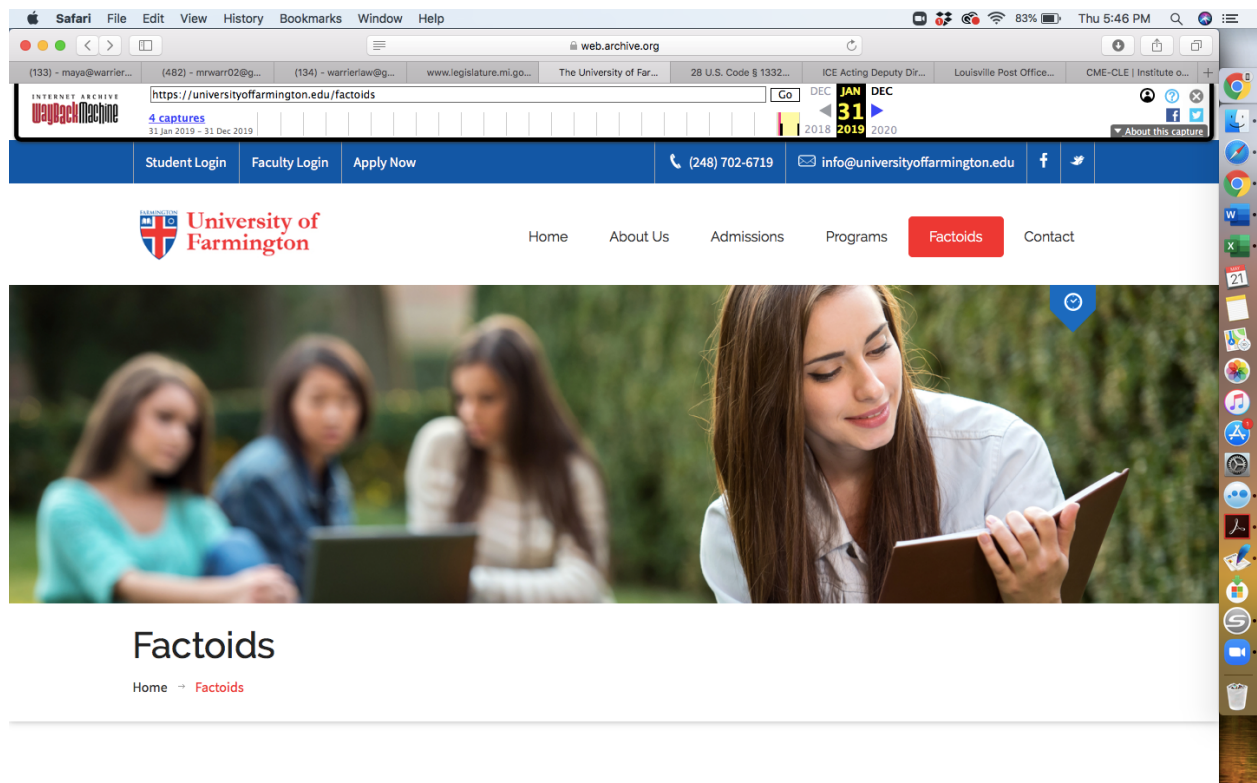 Safari File Edit View History Bookmarks Window Help 83% Thu 5:46 PM
web.archive.org
(133) - maya@warrier... (482) - mrwarr02@g... (134) - warrierlaw@g... www.legislature.mi.go... The University of Far... 28 U.S. Code § 1332... ICE Acting Deputy Dir... Louisville Post Office... CME-CLE | Institute o... +
INTERNET ARCHIVE https://universityoffarmington.edu/factoids Go DEC JAN DEC
WayBackMachine 4 captures 31
31 Jan 2019 – 31 Dec 2019 2018 2019 2020 ▼ About this capture
Student Login Faculty Login Apply Now (248) 702-6719 info@universityoffarmington.edu
FARMINGTON
University of
Farmington
Home About Us Admissions Programs Factoids Contact
Factoids
Home → Factoids
21